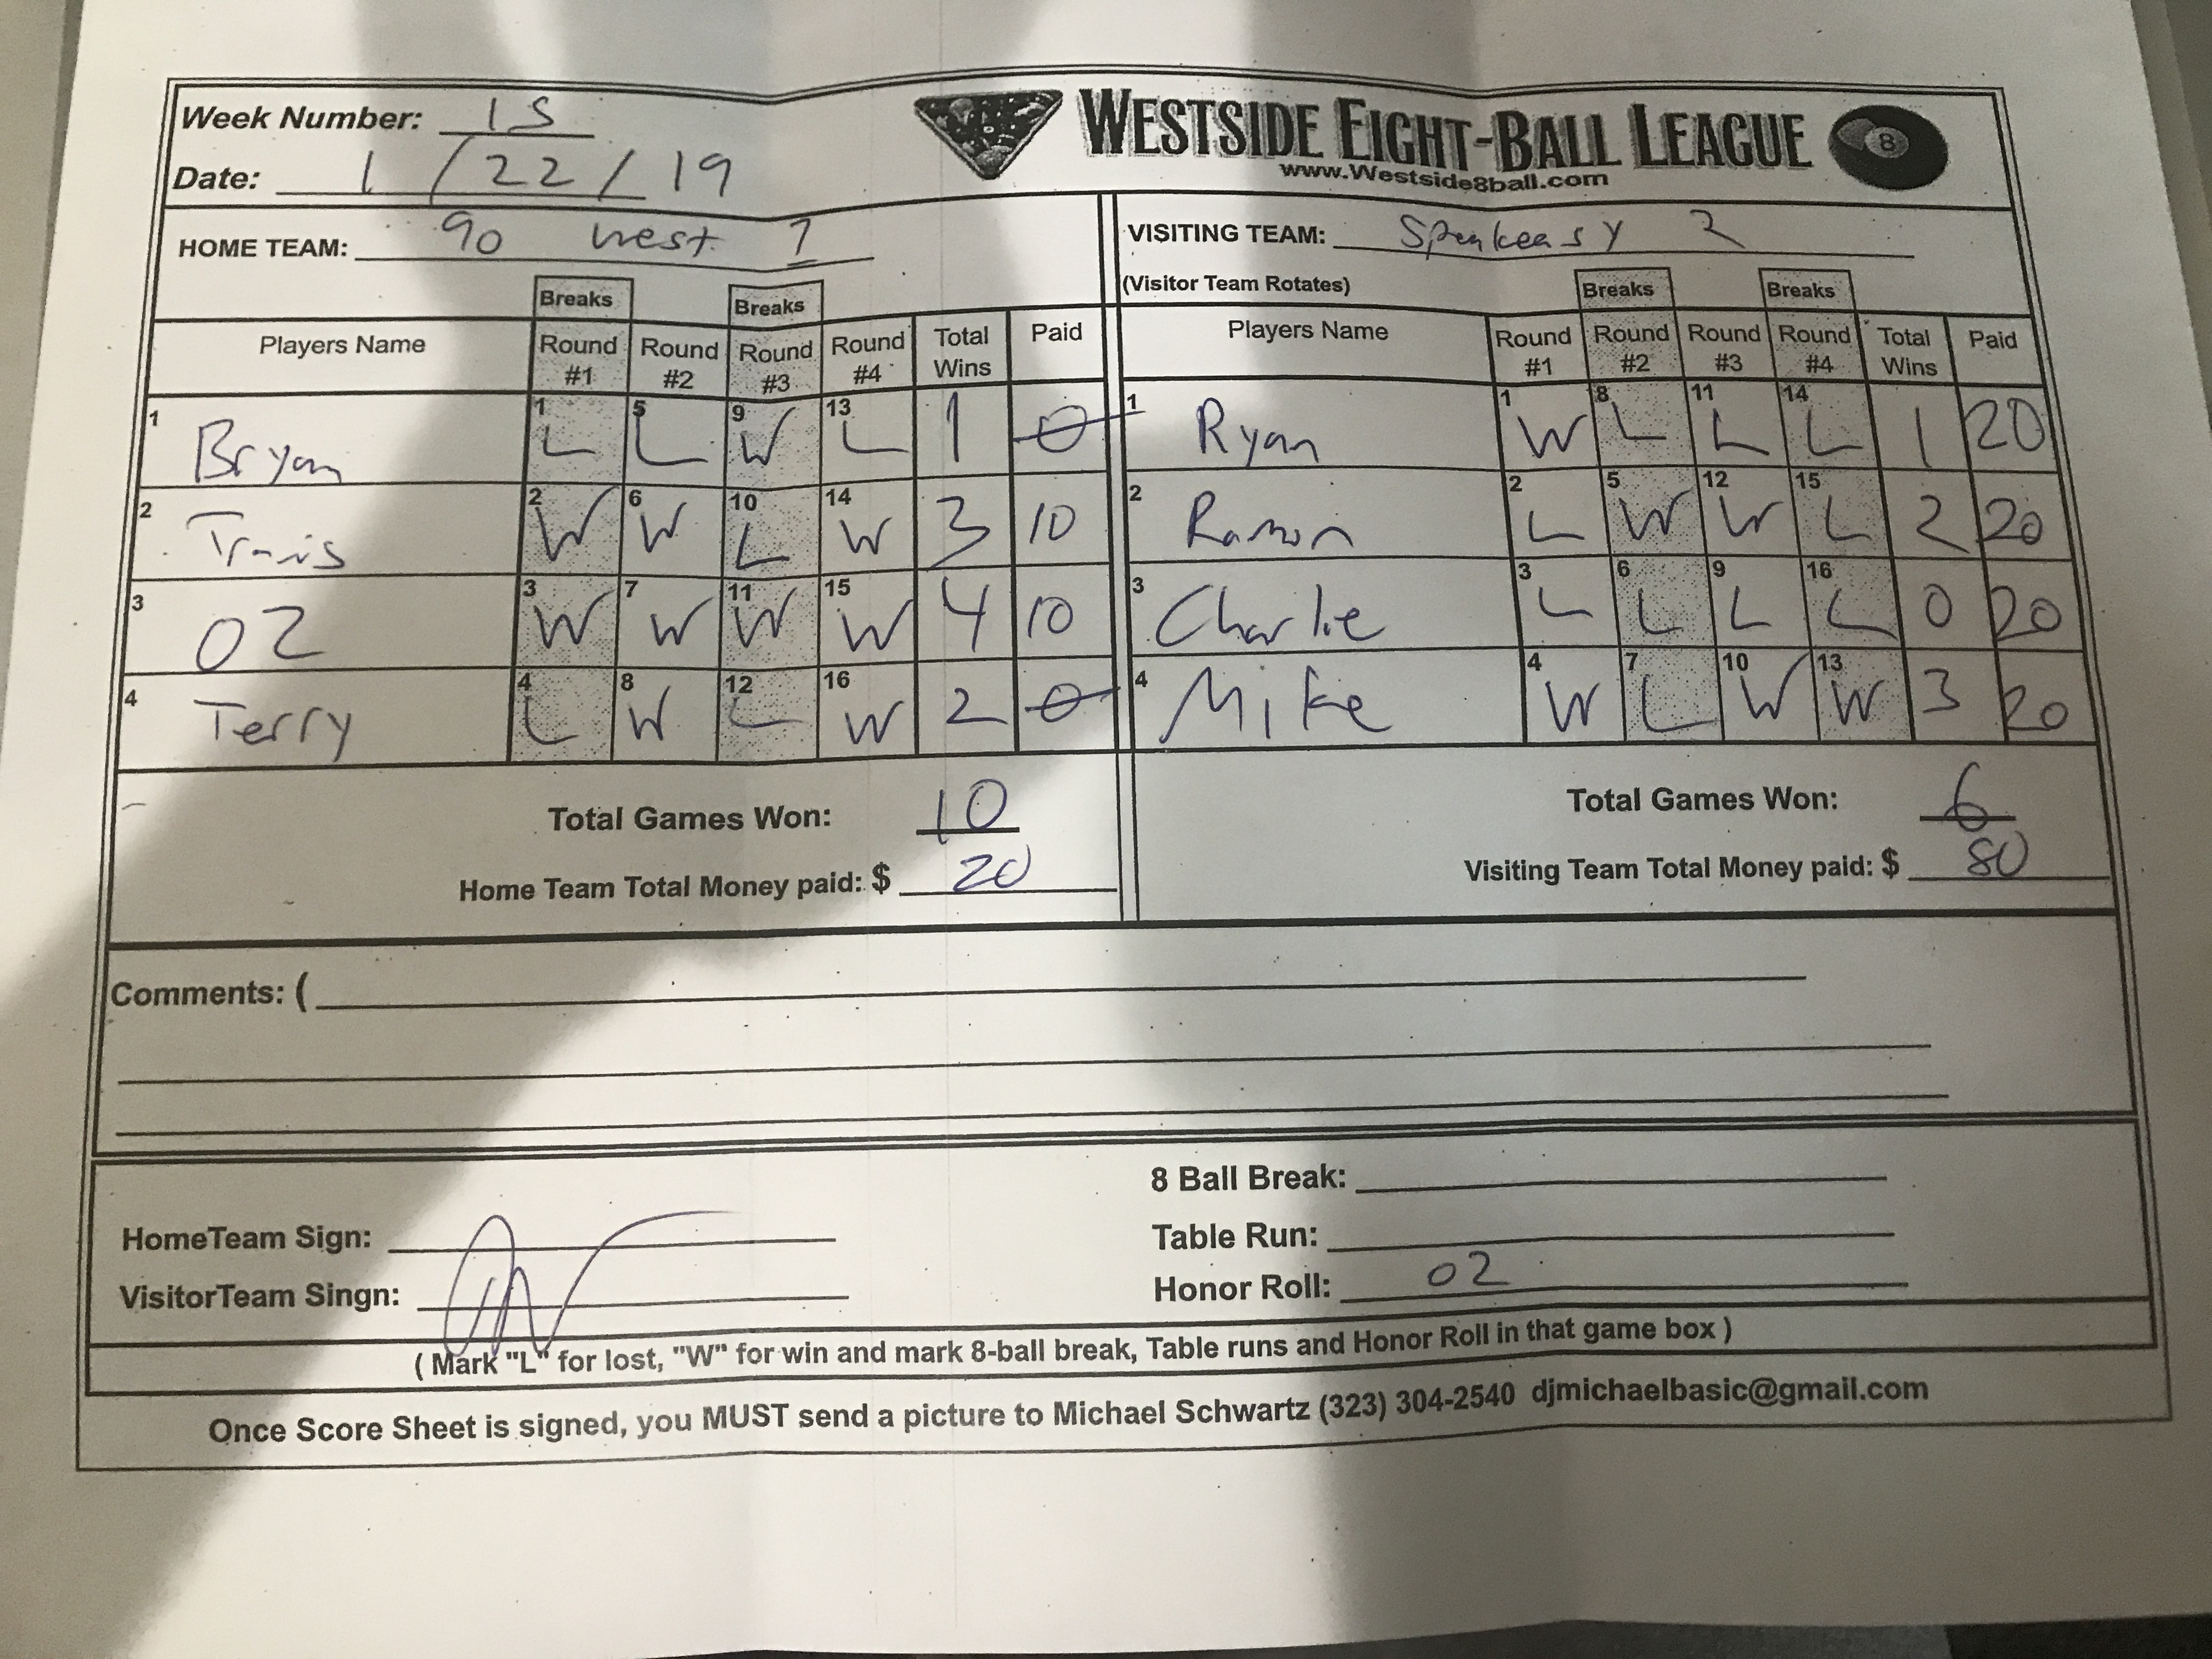 Week Number: 15
WESTSIDE EIGHT-BALL LEAGUE 8
www.Westside8ball.com
Date: 1 / 22 / 19
HOME TEAM: 90 west 1
VISITING TEAM: Speakeasy 2
(Visitor Team Rotates)
Breaks Breaks Breaks Breaks
Players Name Round #1 Round #2 Round #3 Round #4 Total Wins Paid Players Name Round #1 Round #2 Round #3 Round #4 Total Wins Paid
1 Bryan 1 L 5 L 9 W 13 L 1 0 1 Ryan 1 W 8 L 11 L 14 L 1 20
2 Travis 2 W 6 W 10 L 14 W 3 10 2 Ramon 2 L 5 W 12 W 15 L 2 20
3 OZ 3 W 7 W 11 W 15 W 4 10 3 Charlie 3 L 6 L 9 L 16 L 0 20
4 Terry 4 L 8 W 12 L 16 W 2 0 4 Mike 4 W 7 L 10 W 13 W 3 20
Total Games Won: 10 Total Games Won: 6
Home Team Total Money paid: $ 20 Visiting Team Total Money paid: $ 80
Comments: (
8 Ball Break:
HomeTeam Sign: Table Run:
VisitorTeam Singn: Honor Roll: OZ
( Mark "L" for lost, "W" for win and mark 8-ball break, Table runs and Honor Roll in that game box )
Once Score Sheet is signed, you MUST send a picture to Michael Schwartz (323) 304-2540 djmichaelbasic@gmail.com